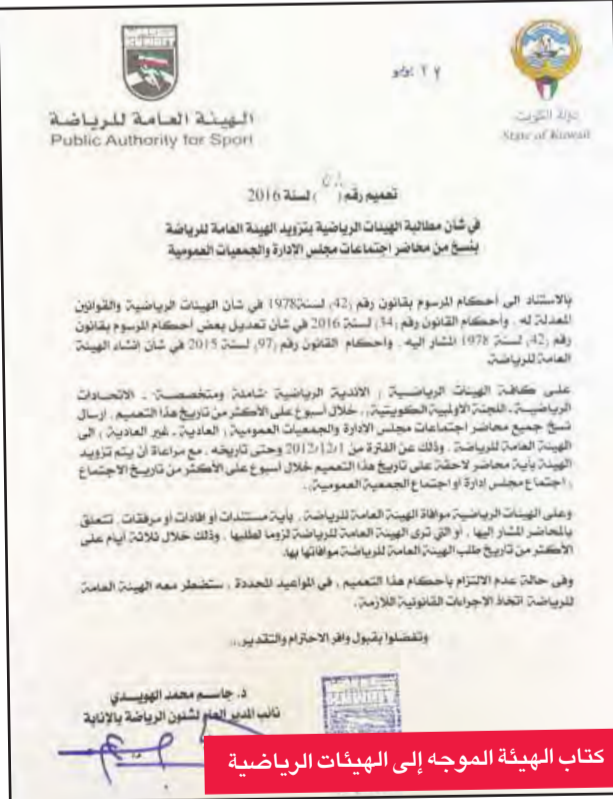 ٢٧ يوليو
دولة الكويت
State of Kuwait
الهيئة العامة للرياضة
Public Authority for Sport
تعميم رقم ( ) لسنة 2016
في شأن مطالبة الهيئات الرياضية بتزويد الهيئة العامة للرياضة
بنسخ من محاضر اجتماعات مجلس الإدارة والجمعيات العمومية
بالاستناد الى أحكام المرسوم بقانون رقم (42) لسنة 1978 في شأن الهيئات الرياضية والقوانين
المعدلة له . وأحكام القانون رقم (34) لسنة 2016 في شأن تعديل بعض أحكام المرسوم بقانون
رقم (42) لسنة 1978 المشار اليه . وأحكام القانون رقم (97) لسنة 2015 في شأن إنشاء الهيئة
العامة للرياضة.
على كافة الهيئات الرياضية ( الأندية الرياضية شاملة ومتخصصة - الاتحادات
الرياضية - اللجنة الأولمبية الكويتية) ، خلال أسبوع على الأكثر من تاريخ هذا التعميم . ارسال
نسخ جميع محاضر اجتماعات مجلس الإدارة والجمعيات العمومية ( العادية - غير العادية ) الى
الهيئة العامة للرياضة . وذلك عن الفترة من 2012/12/1 وحتى تاريخه . مع مراعاة أن يتم تزويد
الهيئة بأية محاضر لاحقة على تاريخ هذا التعميم خلال أسبوع على الأكثر من تاريخ الاجتماع
( اجتماع مجلس إدارة او اجتماع الجمعية العمومية).
وعلى الهيئات الرياضية موافاة الهيئة العامة للرياضة . بأية مستندات أو افادات أو مرفقات . تتعلق
بالمحاضر المشار إليها . أو التي ترى الهيئة العامة للرياضة لزوما لطلبها . وذلك خلال ثلاثة أيام على
الأكثر من تاريخ طلب الهيئة العامة للرياضة موافاتها بها.
وفى حالة عدم الالتزام بأحكام هذا التعميم ، في المواعيد المحددة ، ستضطر معه الهيئة العامة
للرياضة اتخاذ الاجراءات القانونية اللازمة.
وتفضلوا بقبول وافر الاحترام والتقدير...
د. جاسم محمد الهويدي
نائب المدير العام لشئون الرياضة بالإنابة
كتاب الهيئة الموجه إلى الهيئات الرياضية